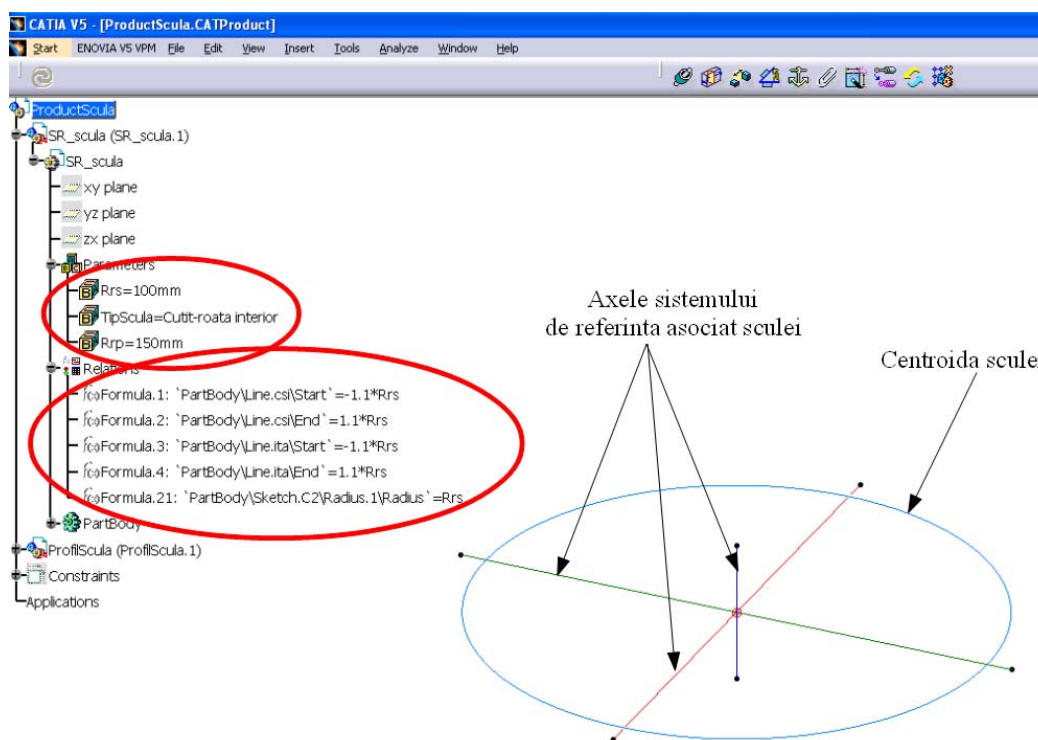 CATIA V5 - [ProductScula.CATProduct]
Start ENOVIA V5 VPM File Edit View Insert Tools Analyze Window Help
ProductScula
SR_scula (SR_scula.1)
SR_scula
xy plane
yz plane
zx plane
Parameters
Rrs=100mm
TipScula=Cutit-roata interior
Rrp=150mm
Relations
Formula.1: `PartBody\Line.csi\Start`=-1.1*Rrs
Formula.2: `PartBody\Line.csi\End`=1.1*Rrs
Formula.3: `PartBody\Line.ita\Start`=-1.1*Rrs
Formula.4: `PartBody\Line.ita\End`=1.1*Rrs
Formula.21: `PartBody\Sketch.C2\Radius.1\Radius`=Rrs
PartBody
ProfilScula (ProfilScula.1)
Constraints
Applications
Axele sistemului
de referinta asociat sculei
Centroida sculei